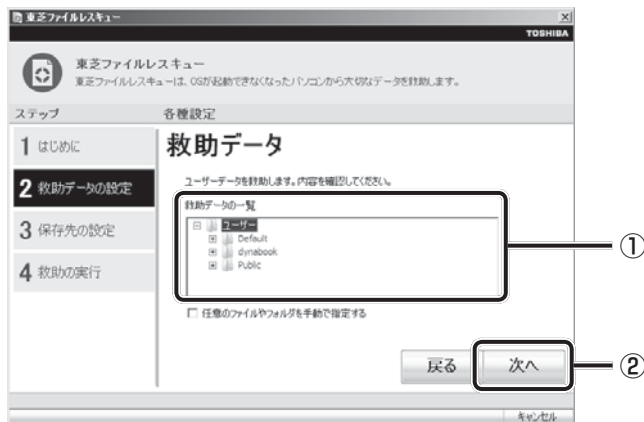 東芝ファイルレスキュー
TOSHIBA
東芝ファイルレスキュー
東芝ファイルレスキューは、OSが起動できなくなったパソコンから大切なデータを救助します。
ステップ
各種設定
1 はじめに
2 救助データの設定
3 保存先の設定
4 救助の実行
救助データ
ユーザーデータを救助します。内容を確認してください。
救助データの一覧
ユーザー
Default
dynabook
Public
①
任意のファイルやフォルダを手動で指定する
戻る
次へ
②
キャンセル